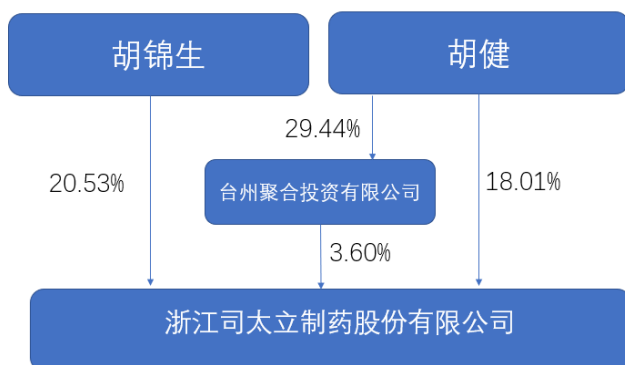 胡锦生
胡健
29.44%
20.53%
台州聚合投资有限公司
18.01%
3.60%
浙江司太立制药股份有限公司